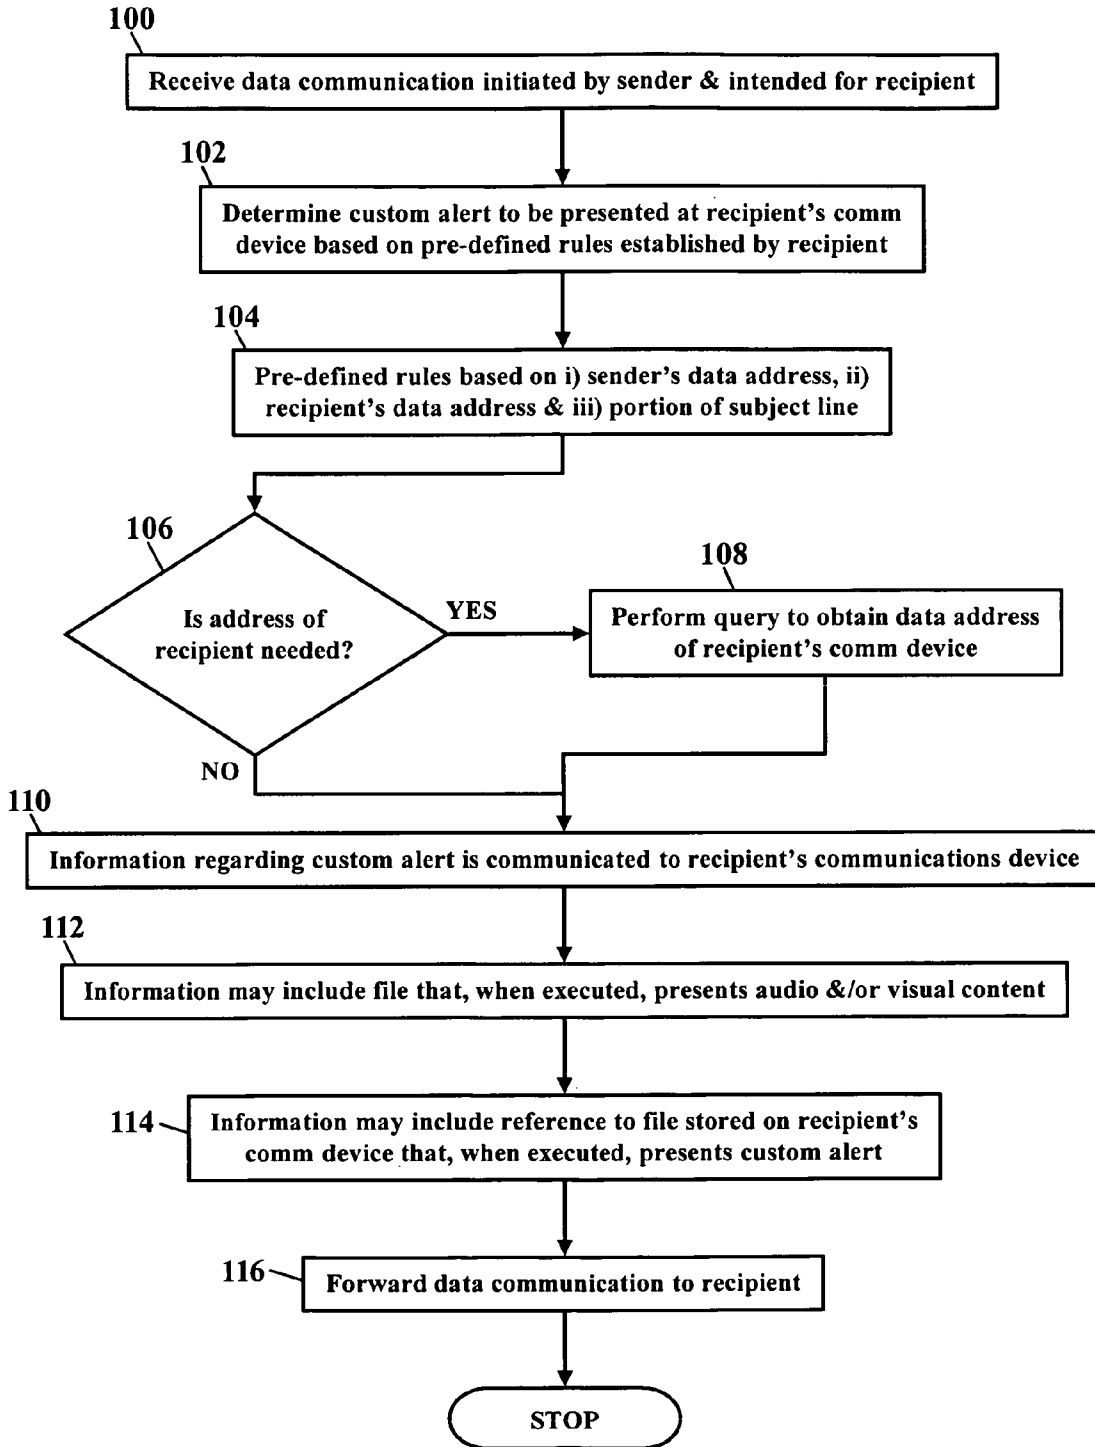 100
Receive data communication initiated by sender & intended for recipient
102
Determine custom alert to be presented at recipient's comm
device based on pre-defined rules established by recipient
104
Pre-defined rules based on i) sender's data address, ii)
recipient's data address & iii) portion of subject line
106
Is address of
recipient needed?
YES
108
Perform query to obtain data address
of recipient's comm device
NO
110
Information regarding custom alert is communicated to recipient's communications device
112
Information may include file that, when executed, presents audio &/or visual content
114
Information may include reference to file stored on recipient's
comm device that, when executed, presents custom alert
116
Forward data communication to recipient
STOP